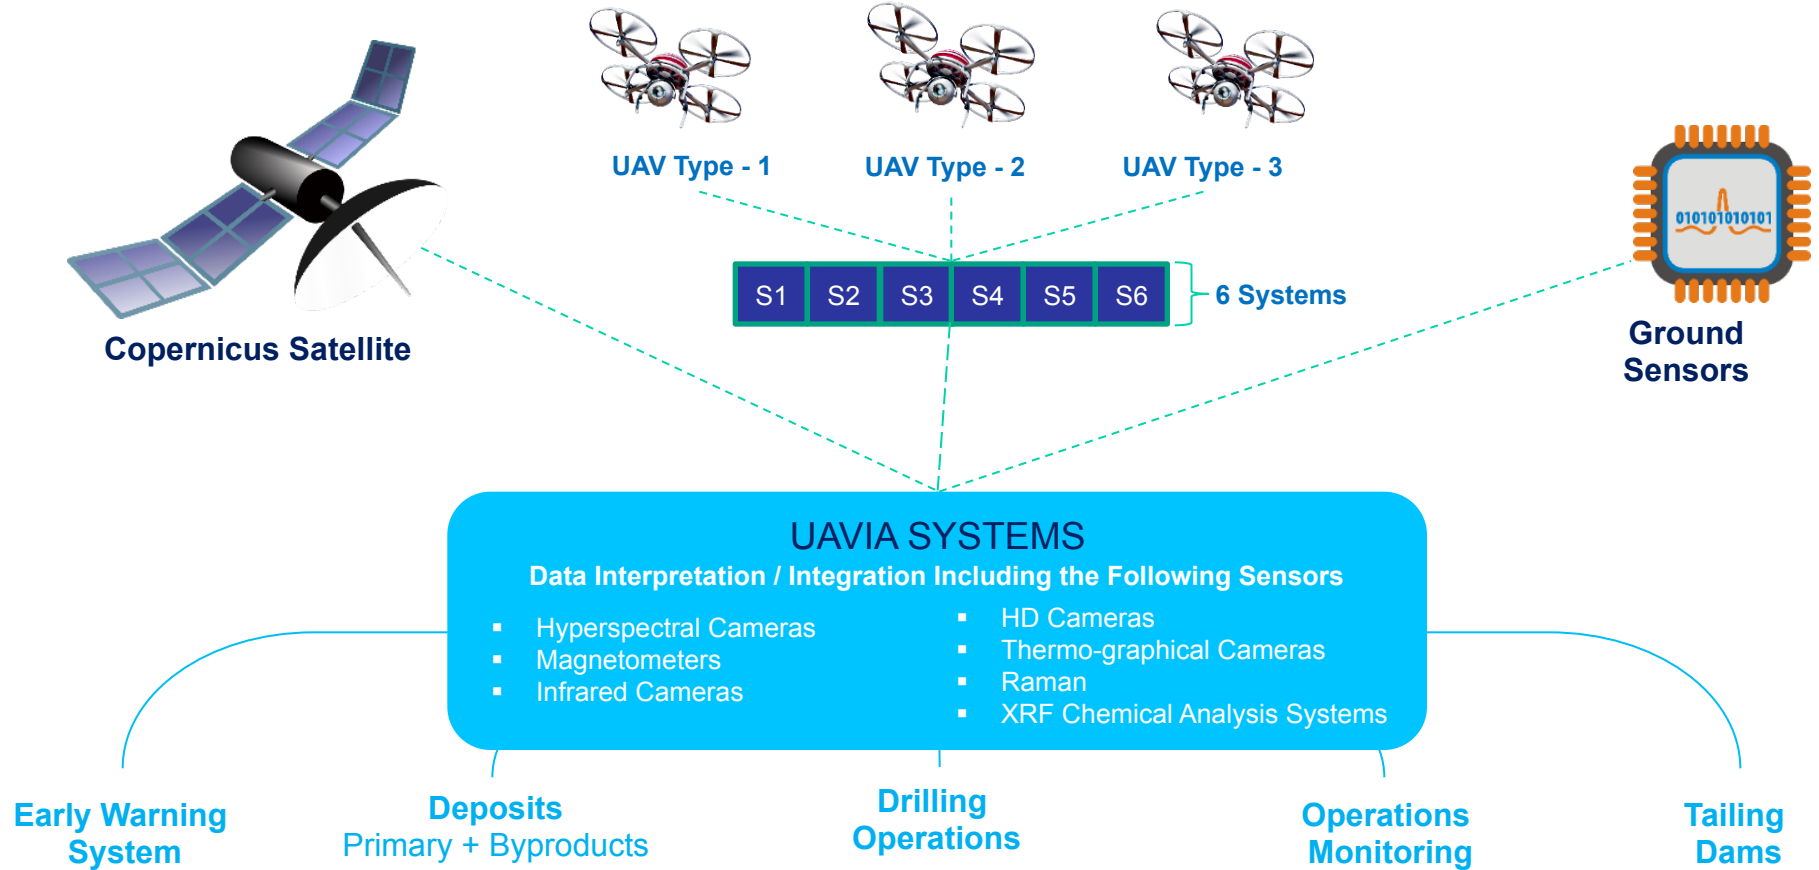 UAV Type - 1
UAV Type - 2
UAV Type - 3
010101010101
S1 S2 S3 S4 S5 S6
6 Systems
Copernicus Satellite
Ground
Sensors
UAVIA SYSTEMS
Data Interpretation / Integration Including the Following Sensors
▪ Hyperspectral Cameras
▪ Magnetometers
▪ Infrared Cameras
▪ HD Cameras
▪ Thermo-graphical Cameras
▪ Raman
▪ XRF Chemical Analysis Systems
Early Warning
System
Deposits
Primary + Byproducts
Drilling
Operations
Operations
Monitoring
Tailing
Dams